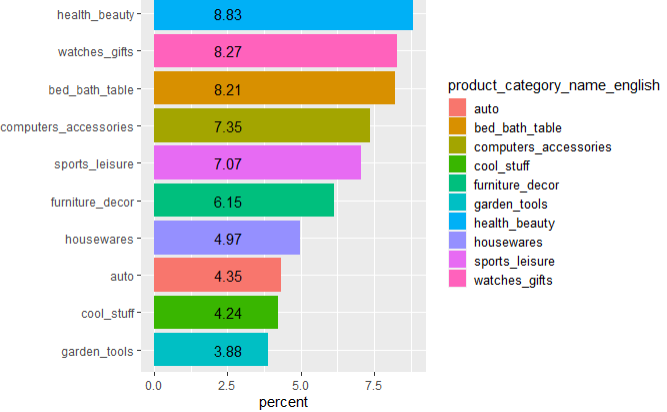 health_beauty 8.83
watches_gifts 8.27
bed_bath_table 8.21
computers_accessories 7.35
sports_leisure 7.07
furniture_decor 6.15
housewares 4.97
auto 4.35
cool_stuff 4.24
garden_tools 3.88
0.0 2.5 5.0 7.5
percent
product_category_name_english
auto
bed_bath_table
computers_accessories
cool_stuff
furniture_decor
garden_tools
health_beauty
housewares
sports_leisure
watches_gifts